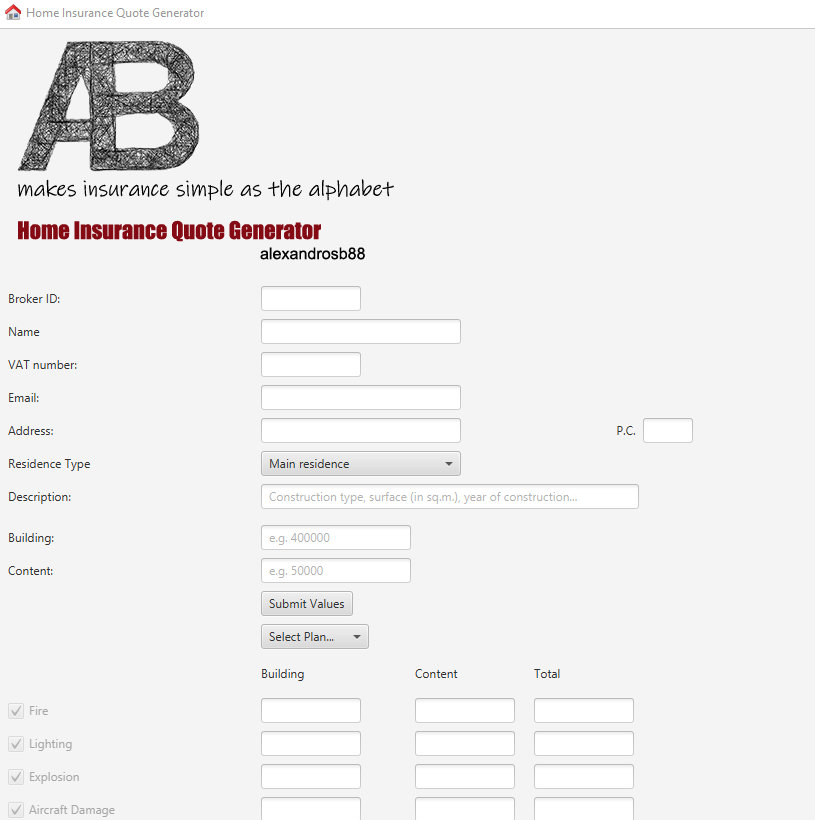 Home Insurance Quote Generator
AB
makes insurance simple as the alphabet
Home Insurance Quote Generator
alexandrosb88
Broker ID:
Name
VAT number:
Email:
Address: P.C.
Residence Type Main residence
Description: Construction type, surface (in sq.m.), year of construction...
Building: e.g. 400000
Content: e.g. 50000
Submit Values
Select Plan...
Building Content Total
Fire
Lighting
Explosion
Aircraft Damage